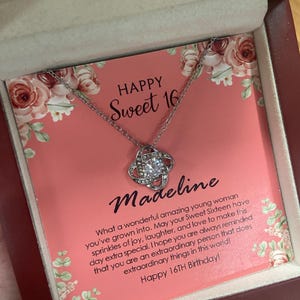 HAPPY
Sweet 16
Madeline
What a wonderful amazing young woman
you've grown into. May your Sweet Sixteen have
sprinkles of joy, laughter, and love to make this
day extra special. I hope you are always reminded
that you are an extraordinary person that does
extraordinary things in this world!
Happy 16TH Birthday!